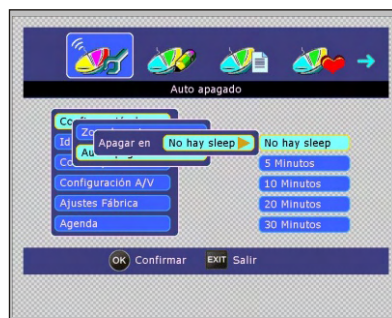 Auto apagado
Apagar en No hay sleep No hay sleep
5 Minutos
Configuración A/V 10 Minutos
Ajustes Fábrica 20 Minutos
Agenda 30 Minutos
OK Confirmar EXIT Salir